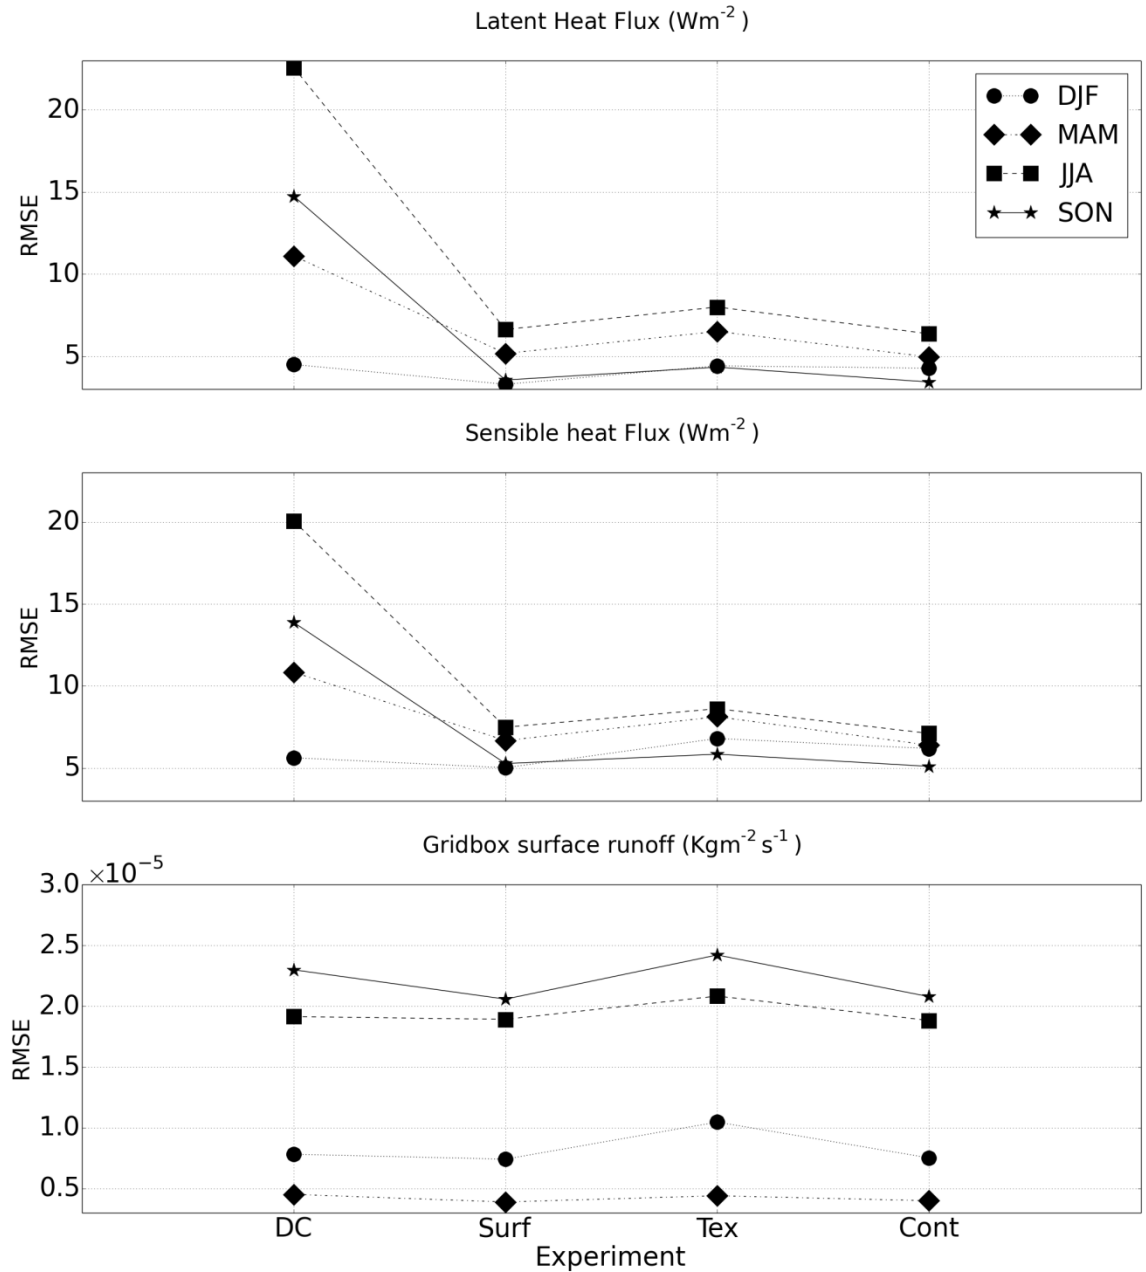 Latent Heat Flux (Wm⁻²)
20
15
10
5
RMSE
DJF
MAM
JJA
SON
Sensible heat Flux (Wm⁻²)
20
15
10
5
RMSE
Gridbox surface runoff (Kgm⁻² s⁻¹)
×10⁻⁵
3.0
2.5
2.0
1.5
1.0
0.5
RMSE
DC Surf Tex Cont
Experiment